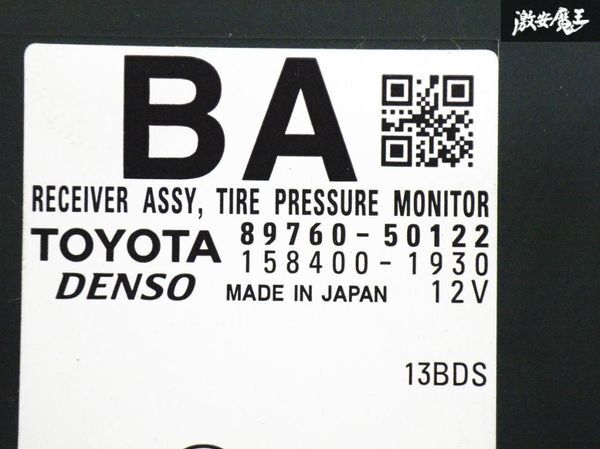 激安魔王
BA
RECEIVER ASSY, TIRE PRESSURE MONITOR
TOYOTA 89760-50122
158400-1930
DENSO MADE IN JAPAN 12V
13BDS